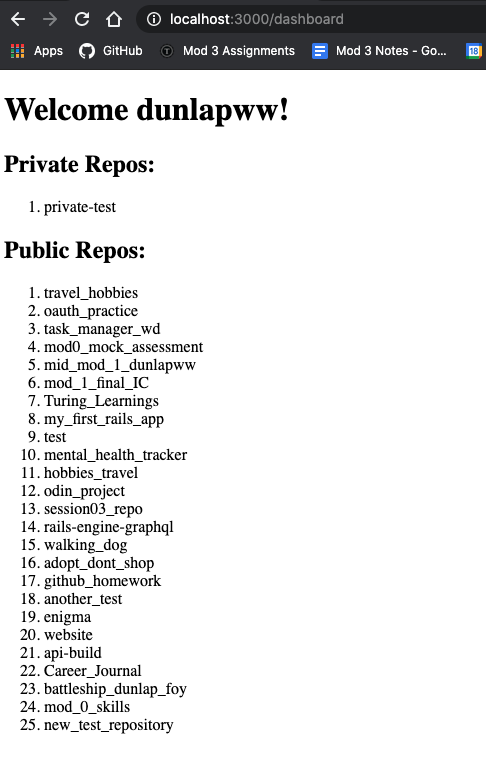 localhost:3000/dashboard
Apps GitHub Mod 3 Assignments Mod 3 Notes - Go... 18
Welcome dunlapww!
Private Repos:
1. private-test
Public Repos:
1. travel_hobbies
2. oauth_practice
3. task_manager_wd
4. mod0_mock_assessment
5. mid_mod_1_dunlapww
6. mod_1_final_IC
7. Turing_Learnings
8. my_first_rails_app
9. test
10. mental_health_tracker
11. hobbies_travel
12. odin_project
13. session03_repo
14. rails-engine-graphql
15. walking_dog
16. adopt_dont_shop
17. github_homework
18. another_test
19. enigma
20. website
21. api-build
22. Career_Journal
23. battleship_dunlap_foy
24. mod_0_skills
25. new_test_repository